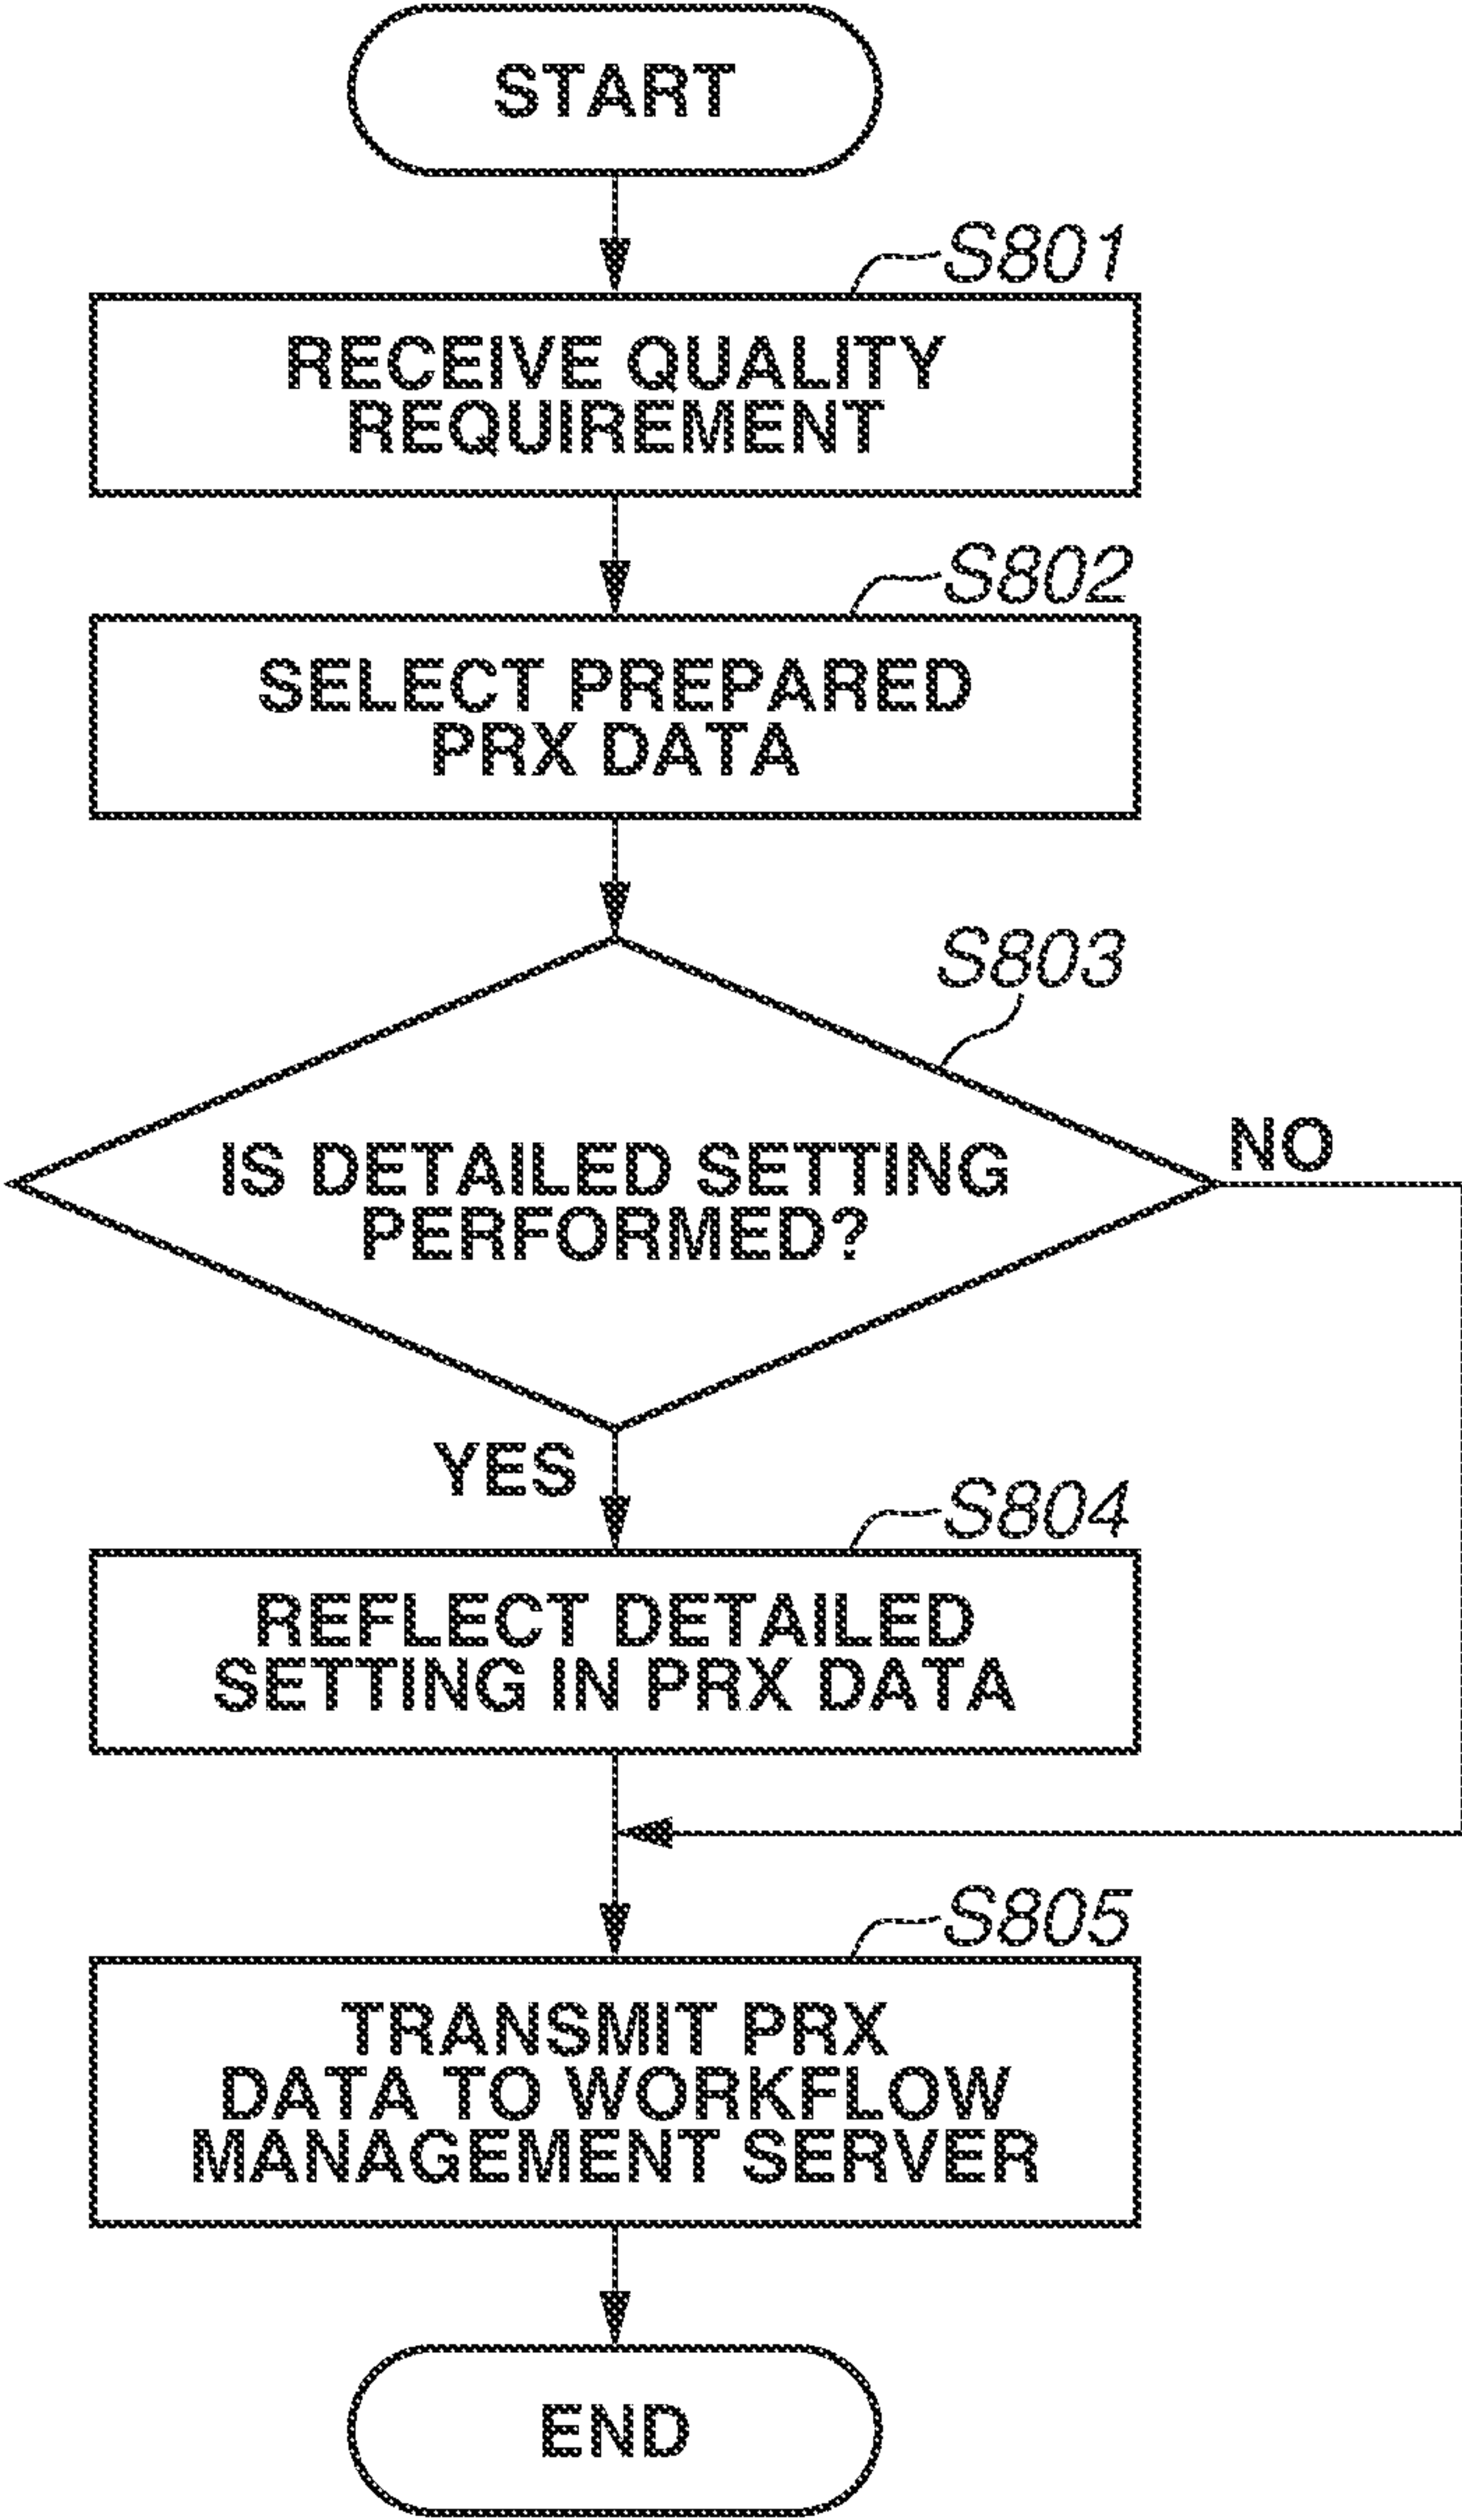 START
S801
RECEIVE QUALITY
REQUIREMENT
S802
SELECT PREPARED
PRX DATA
S803
IS DETAILED SETTING
PERFORMED?
NO
YES
S804
REFLECT DETAILED
SETTING IN PRX DATA
S805
TRANSMIT PRX
DATA TO WORKFLOW
MANAGEMENT SERVER
END